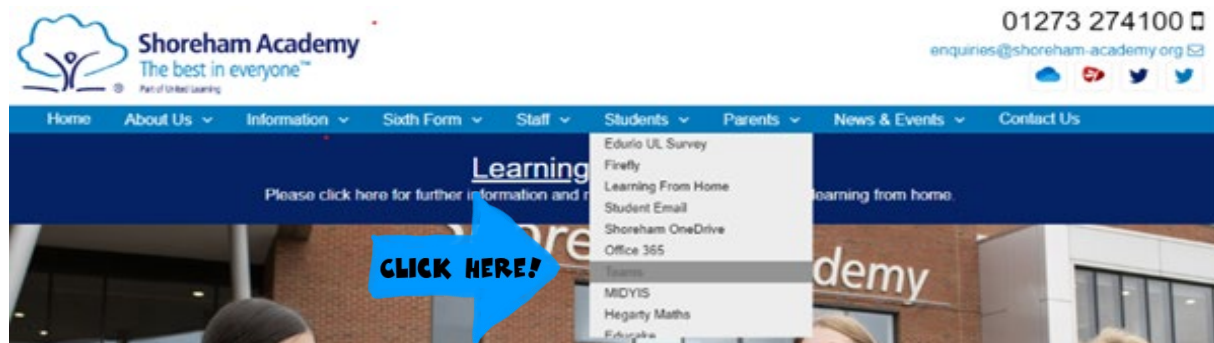 01273 274100
Shoreham Academy
The best in everyone™
Part of United Learning
enquiries@shoreham-academy.org
Home About Us Information Sixth Form Staff Students Parents News & Events Contact Us
Edurio UL Survey
Firefly
Learning From Home
Student Email
Shoreham OneDrive
Office 365
Teams
MIDYIS
Hegarty Maths
Educake
Learning
Please click here for further information and learning from home.
CLICK HERE!
demy